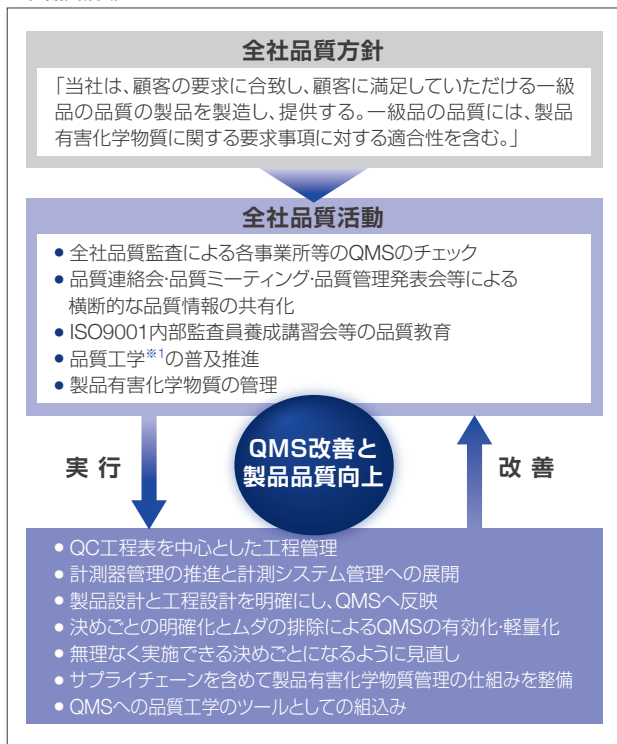 全社品質方針
「当社は、顧客の要求に合致し、顧客に満足していただける一級
品の品質の製品を製造し、提供する。一級品の品質には、製品
有害化学物質に関する要求事項に対する適合性を含む。」
全社品質活動
● 全社品質監査による各事業所等のQMSのチェック
● 品質連絡会・品質ミーティング・品質管理発表会等による
横断的な品質情報の共有化
● ISO9001内部監査員養成講習会等の品質教育
● 品質工学※1の普及推進
● 製品有害化学物質の管理
実 行
QMS改善と
製品品質向上
改 善
● QC工程表を中心とした工程管理
● 計測器管理の推進と計測システム管理への展開
● 製品設計と工程設計を明確にし、QMSへ反映
● 決めごとの明確化とムダの排除によるQMSの有効化・軽量化
● 無理なく実施できる決めごとになるように見直し
● サプライチェーンを含めて製品有害化学物質管理の仕組みを整備
● QMSへの品質工学のツールとしての組込み